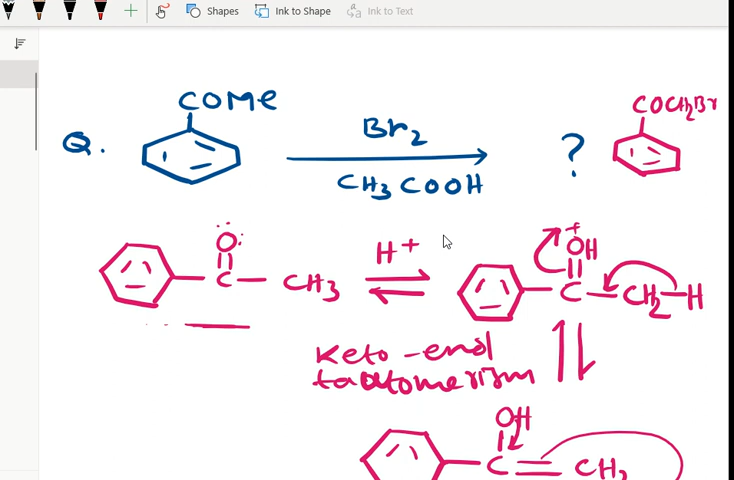 Shapes Ink to Shape Ink to Text
COMe
Q. Br2 ? COCH2Br
CH3COOH
O: H+ +OH
C — CH3 C — CH2 — H
Keto-enol
tautomerism
OH
C = CH2